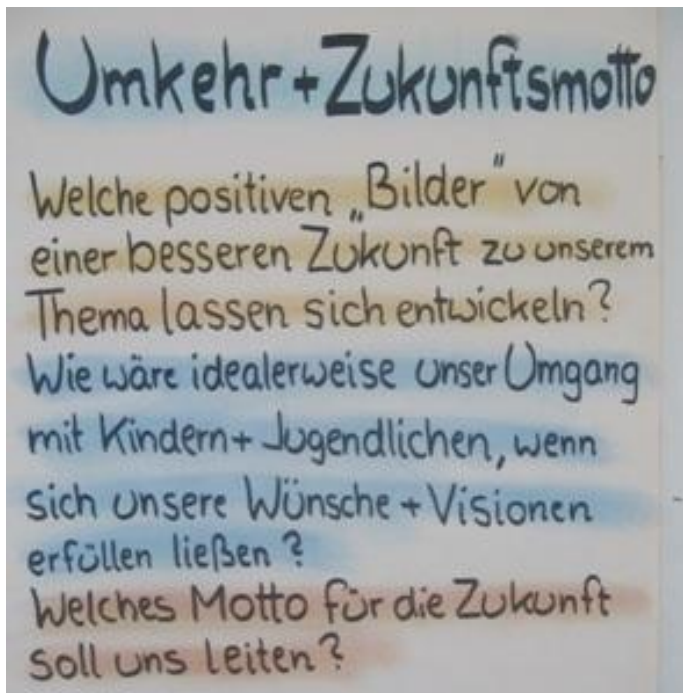 Umkehr + Zukunftsmotto
Welche positiven „Bilder" von
einer besseren Zukunft zu unserem
Thema lassen sich entwickeln?
Wie wäre idealerweise unser Umgang
mit Kindern + Jugendlichen, wenn
sich unsere Wünsche + Visionen
erfüllen ließen?
Welches Motto für die Zukunft
soll uns leiten?